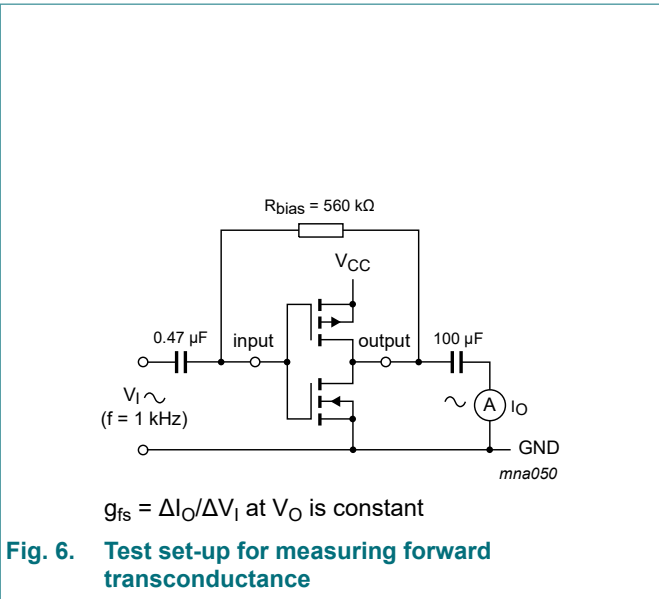 Rbias = 560 kΩ
VCC
0.47 µF
input
output
100 µF
VI
(f = 1 kHz)
A
IO
GND
mna050
gfs = ΔIO/ΔVI at VO is constant
Fig. 6. Test set-up for measuring forward
transconductance